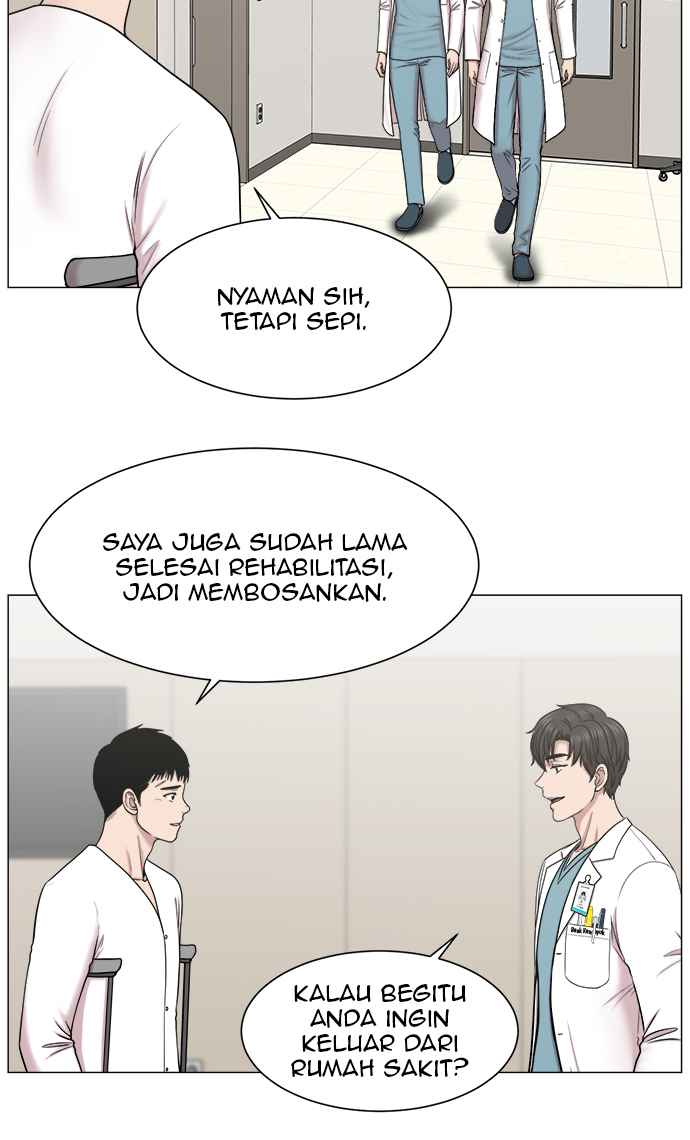 NYAMAN SIH,
TETAPI SEPI.
SAYA JUGA SUDAH LAMA
SELESAI REHABILITASI,
JADI MEMBOSANKAN.
KALAU BEGITU
ANDA INGIN
KELUAR DARI
RUMAH SAKIT?